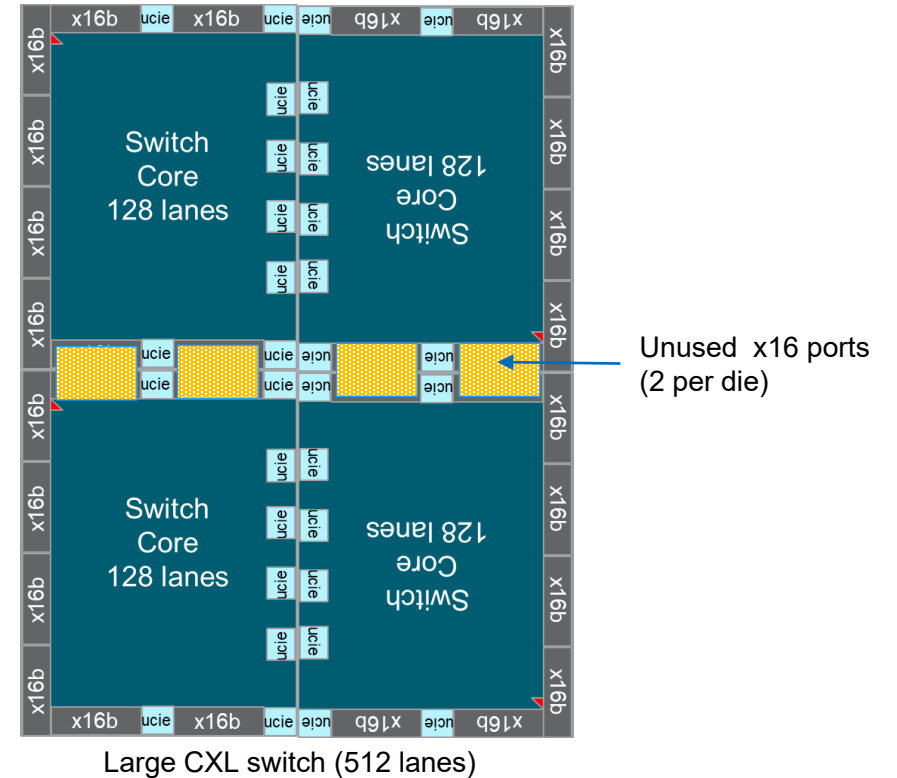 x16b ucie x16b ucie ucie x16b ucie x16b
x16b x16b
ucie ucie
x16b x16b
ucie ucie
Switch
Core
128 lanes
Switch
Core
128 lanes
x16b x16b
ucie ucie
ucie ucie
x16b x16b
ucie ucie ucie ucie
ucie ucie ucie ucie
Unused x16 ports
(2 per die)
x16b x16b
ucie ucie
x16b x16b
ucie ucie
Switch
Core
128 lanes
Switch
Core
128 lanes
x16b x16b
ucie ucie
ucie ucie
x16b x16b
x16b ucie x16b ucie ucie x16b ucie x16b
Large CXL switch (512 lanes)